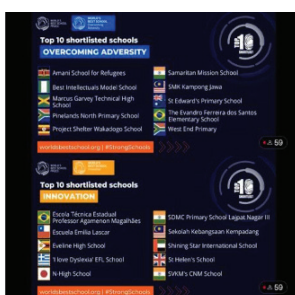 Top 10 shortlisted schools
OVERCOMING ADVERSITY
Amani School for Refugees
Best Intellectuals Model School
Marcus Garvey Technical High
School
Pinelands North Primary School
Project Shelter Wakadogo School
Samaritan Mission School
SMK Kampong Jawa
St Edward's Primary School
The Evandro Ferreira dos Santos
Elementary School
West End Primary
worldsbestschool.org | #StrongSchools
59
Top 10 shortlisted schools
INNOVATION
Escola Técnica Estadual
Professor Agamemnon Magalhães
Escuela Emilia Lascar
Eveline High School
"I love Dyslexia" EFL School
N-High School
SDMC Primary School Lajpat Nagar III
Sekolah Kebangsaan Kempadang
Shining Star International School
St Helen's School
SVKM's CNM School
worldsbestschool.org | #StrongSchools
59